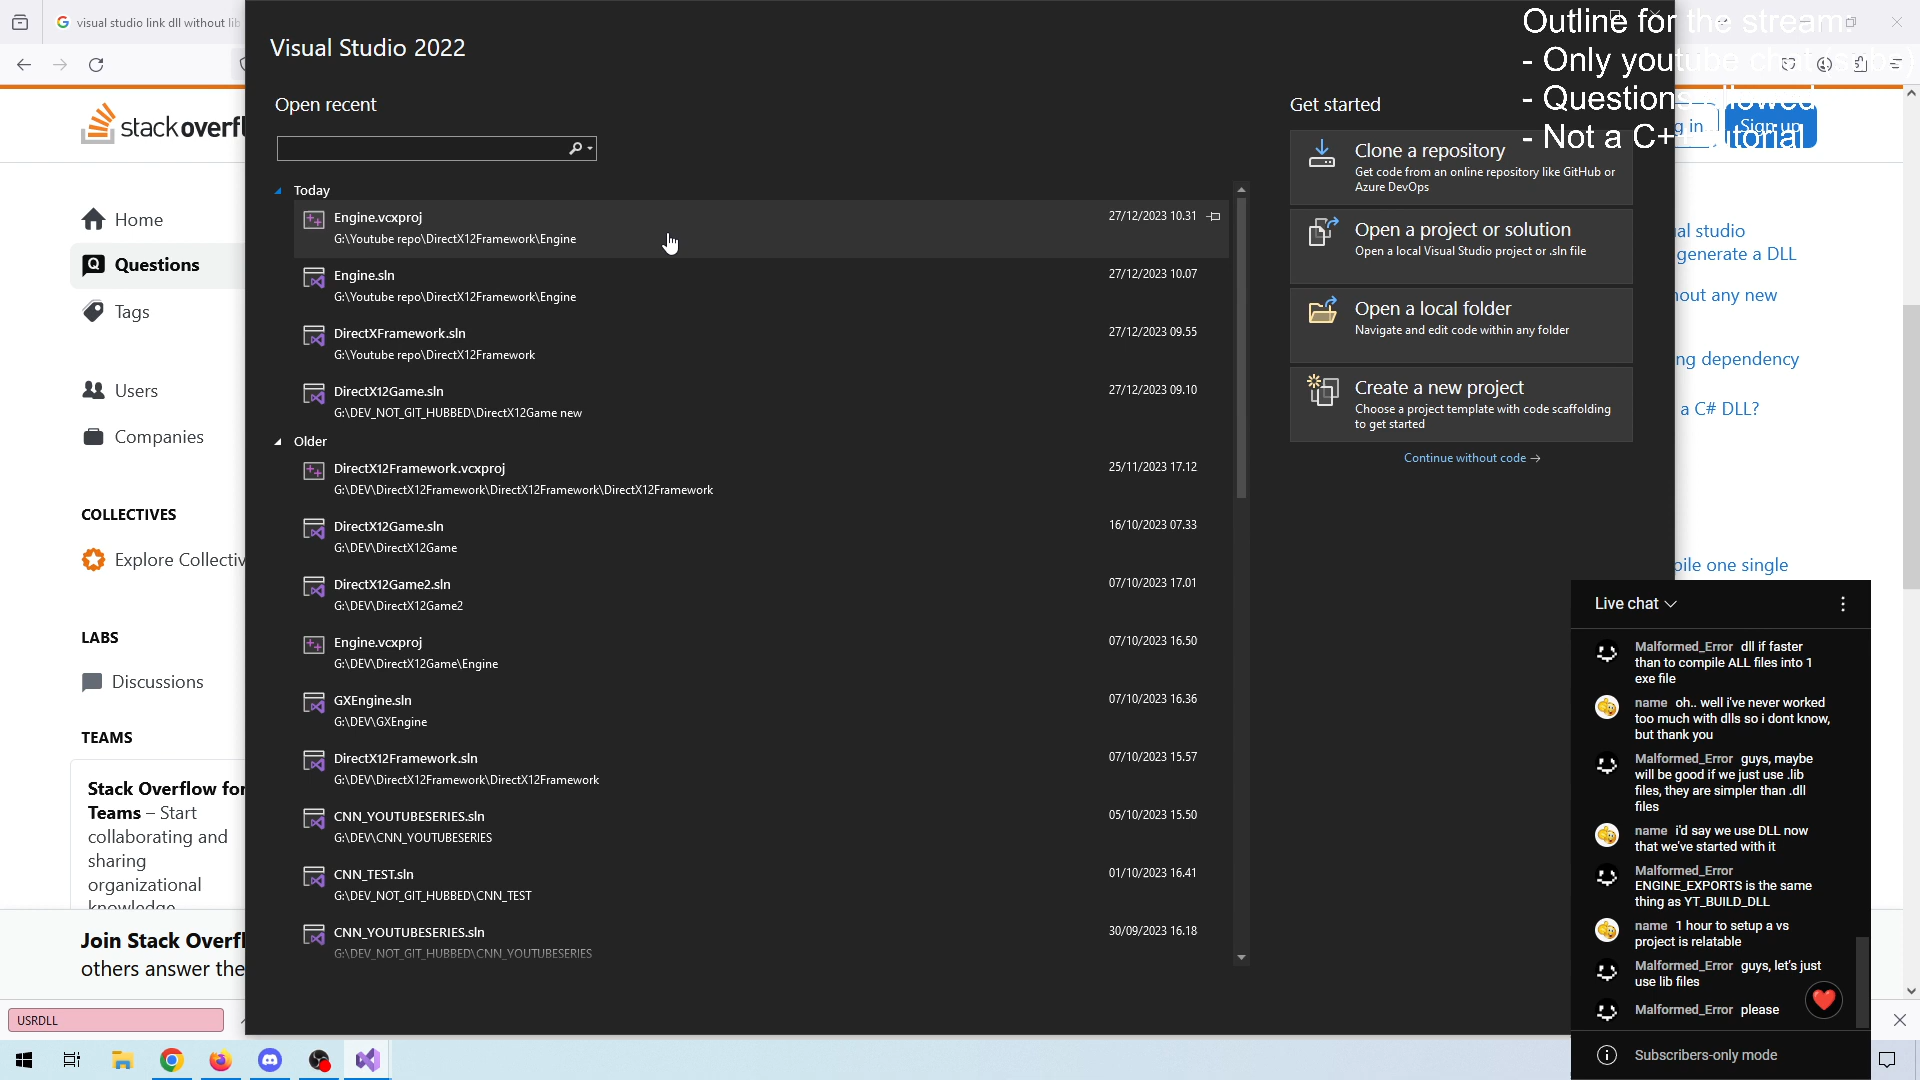 visual studio link dll without lib
stackoverfl
Home
Questions
Tags
Users
Companies
COLLECTIVES
Explore Collectiv
LABS
Discussions
TEAMS
Stack Overflow for
Teams – Start
collaborating and
sharing
organizational
knowledge
Join Stack Overfl
others answer the
USRDLL
Visual Studio 2022
Open recent
Today
Engine.vcxproj
27/12/2023 10.31
G:\Youtube repo\DirectX12Framework\Engine
Engine.sln
27/12/2023 10.07
G:\Youtube repo\DirectX12Framework\Engine
DirectXFramework.sln
27/12/2023 09.55
G:\Youtube repo\DirectX12Framework
DirectX12Game.sln
27/12/2023 09.10
G:\DEV_NOT_GIT_HUBBED\DirectX12Game new
Older
DirectX12Framework.vcxproj
25/11/2023 17.12
G:\DEV\DirectX12Framework\DirectX12Framework\DirectX12Framework
DirectX12Game.sln
16/10/2023 07.33
G:\DEV\DirectX12Game
DirectX12Game2.sln
07/10/2023 17.01
G:\DEV\DirectX12Game2
Engine.vcxproj
07/10/2023 16.50
G:\DEV\DirectX12Game\Engine
GXEngine.sln
07/10/2023 16.36
G:\DEV\GXEngine
DirectX12Framework.sln
07/10/2023 15.57
G:\DEV\DirectX12Framework\DirectX12Framework
CNN_YOUTUBESERIES.sln
05/10/2023 15.50
G:\DEV\CNN_YOUTUBESERIES
CNN_TEST.sln
01/10/2023 16.41
G:\DEV_NOT_GIT_HUBBED\CNN_TEST
CNN_YOUTUBESERIES.sln
30/09/2023 16.18
G:\DEV_NOT_GIT_HUBBED\CNN_YOUTUBESERIES
Get started
Clone a repository
Get code from an online repository like GitHub or
Azure DevOps
Open a project or solution
Open a local Visual Studio project or .sln file
Open a local folder
Navigate and edit code within any folder
Create a new project
Choose a project template with code scaffolding
to get started
Continue without code →
Outline for the stream:
- Only youtube chat
- Questions allowed
- Not a C++ tutorial
g in
Sign up
al studio
generate a DLL
out any new
ng dependency
a C# DLL?
pile one single
Live chat
Malformed_Error dll if faster
than to compile ALL files into 1
exe file
name oh.. well i've never worked
too much with dlls so i dont know,
but thank you
Malformed_Error guys, maybe
will be good if we just use .lib
files, they are simpler than .dll
files
name i'd say we use DLL now
that we've started with it
Malformed_Error
ENGINE_EXPORTS is the same
thing as YT_BUILD_DLL
name 1 hour to setup a vs
project is relatable
Malformed_Error guys, let's just
use lib files
Malformed_Error please
Subscribers-only mode